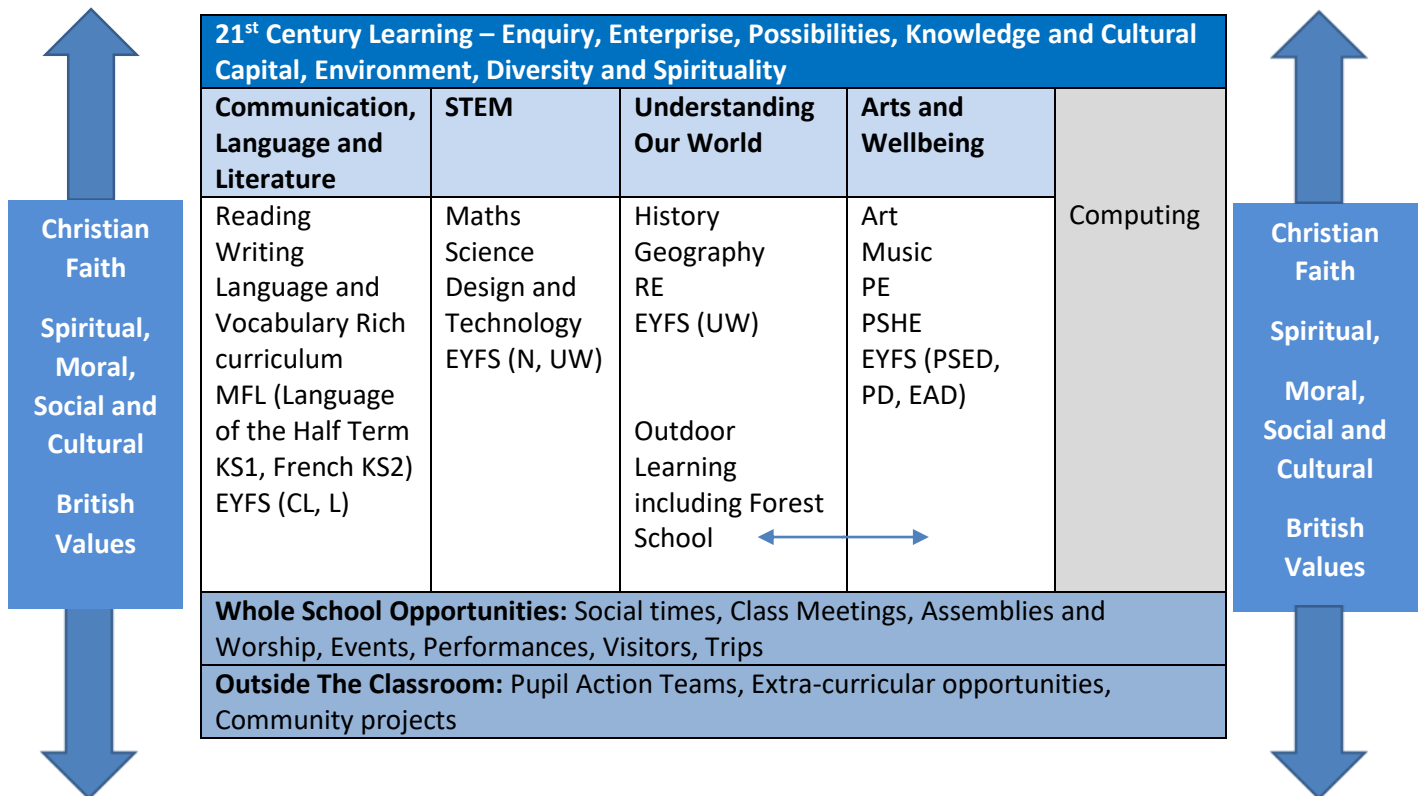 21st Century Learning – Enquiry, Enterprise, Possibilities, Knowledge and Cultural
Capital, Environment, Diversity and Spirituality
Communication,
Language and
Literature
STEM
Understanding
Our World
Arts and
Wellbeing
Reading
Writing
Language and
Vocabulary Rich
curriculum
MFL (Language
of the Half Term
KS1, French KS2)
EYFS (CL, L)
Maths
Science
Design and
Technology
EYFS (N, UW)
History
Geography
RE
EYFS (UW)
Outdoor
Learning
including Forest
School
Art
Music
PE
PSHE
EYFS (PSED,
PD, EAD)
Computing
Whole School Opportunities: Social times, Class Meetings, Assemblies and
Worship, Events, Performances, Visitors, Trips
Outside The Classroom: Pupil Action Teams, Extra-curricular opportunities,
Community projects
Christian
Faith
Spiritual,
Moral,
Social and
Cultural
British
Values
Christian
Faith
Spiritual,
Moral,
Social and
Cultural
British
Values